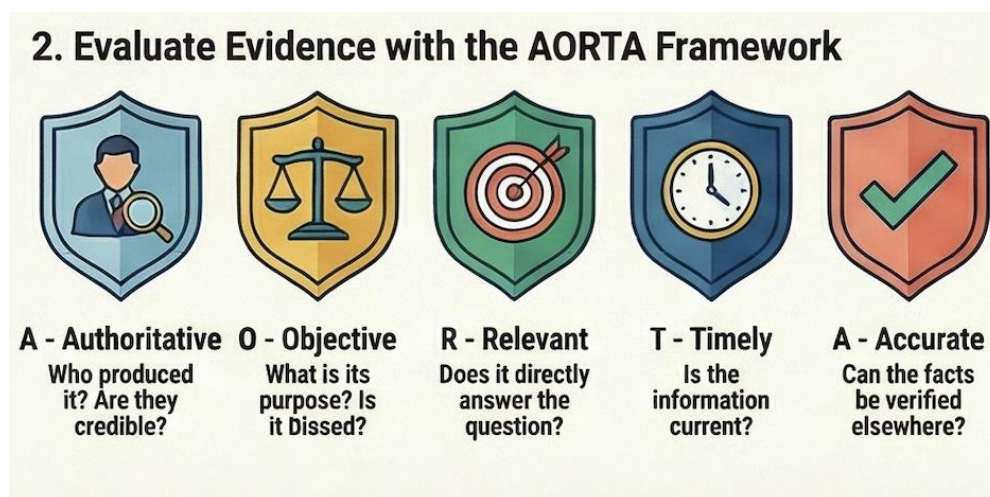 2. Evaluate Evidence with the AORTA Framework
A - Authoritative
Who produced
it? Are they
credible?
O - Objective
What is its
purpose? Is
it Dissed?
R - Relevant
Does it directly
answer the
question?
T - Timely
Is the
information
current?
A - Accurate
Can the facts
be verified
elsewhere?